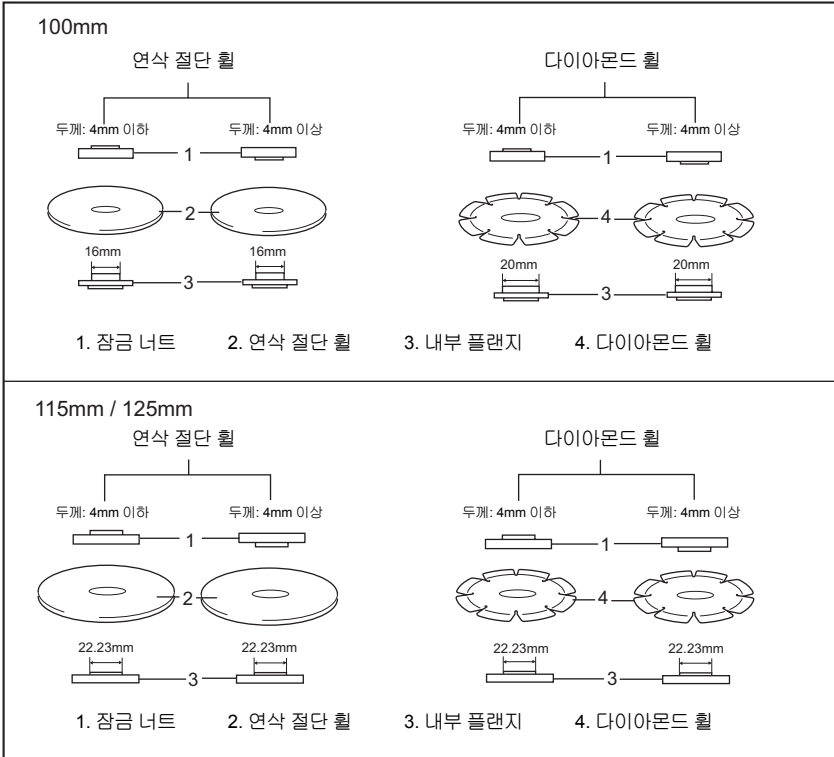 100mm
연삭 절단 휠 다이아몬드 휠
두께: 4mm 이하 두께: 4mm 이상 두께: 4mm 이하 두께: 4mm 이상
1 1
2 4
16mm 16mm 20mm 20mm
3 3
1. 잠금 너트 2. 연삭 절단 휠 3. 내부 플랜지 4. 다이아몬드 휠
115mm / 125mm
연삭 절단 휠 다이아몬드 휠
두께: 4mm 이하 두께: 4mm 이상 두께: 4mm 이하 두께: 4mm 이상
1 1
2 4
22.23mm 22.23mm 22.23mm 22.23mm
3 3
1. 잠금 너트 2. 연삭 절단 휠 3. 내부 플랜지 4. 다이아몬드 휠